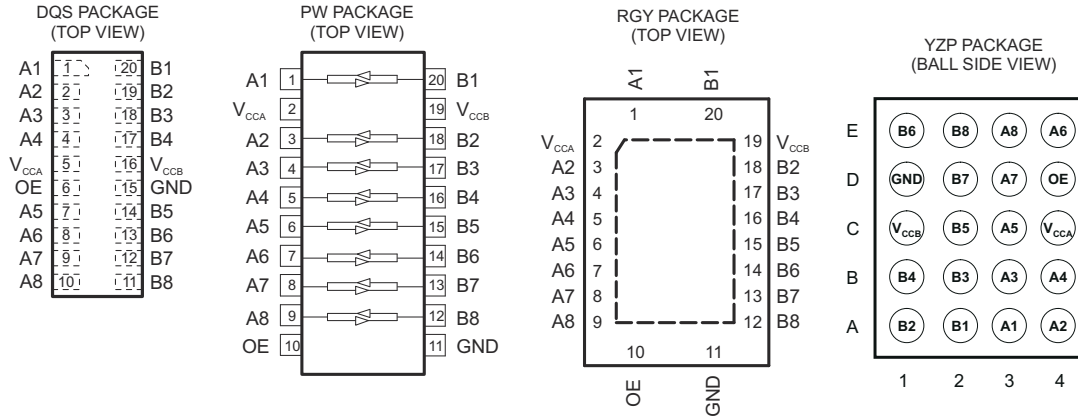 DQS PACKAGE
(TOP VIEW)
A1 1 20 B1
A2 2 19 B2
A3 3 18 B3
A4 4 17 B4
VCCA 5 16 VCCB
OE 6 15 GND
A5 7 14 B5
A6 8 13 B6
A7 9 12 B7
A8 10 11 B8
PW PACKAGE
(TOP VIEW)
A1 1 20 B1
VCCA 2 19 VCCB
A2 3 18 B2
A3 4 17 B3
A4 5 16 B4
A5 6 15 B5
A6 7 14 B6
A7 8 13 B7
A8 9 12 B8
OE 10 11 GND
RGY PACKAGE
(TOP VIEW)
A1 B1
1 20
VCCA 2 19 VCCB
A2 3 18 B2
A3 4 17 B3
A4 5 16 B4
A5 6 15 B5
A6 7 14 B6
A7 8 13 B7
A8 9 12 B8
10 11
OE GND
YZP PACKAGE
(BALL SIDE VIEW)
E B6 B8 A8 A6
D GND B7 A7 OE
C VCCB B5 A5 VCCA
B B4 B3 A3 A4
A B2 B1 A1 A2
1 2 3 4